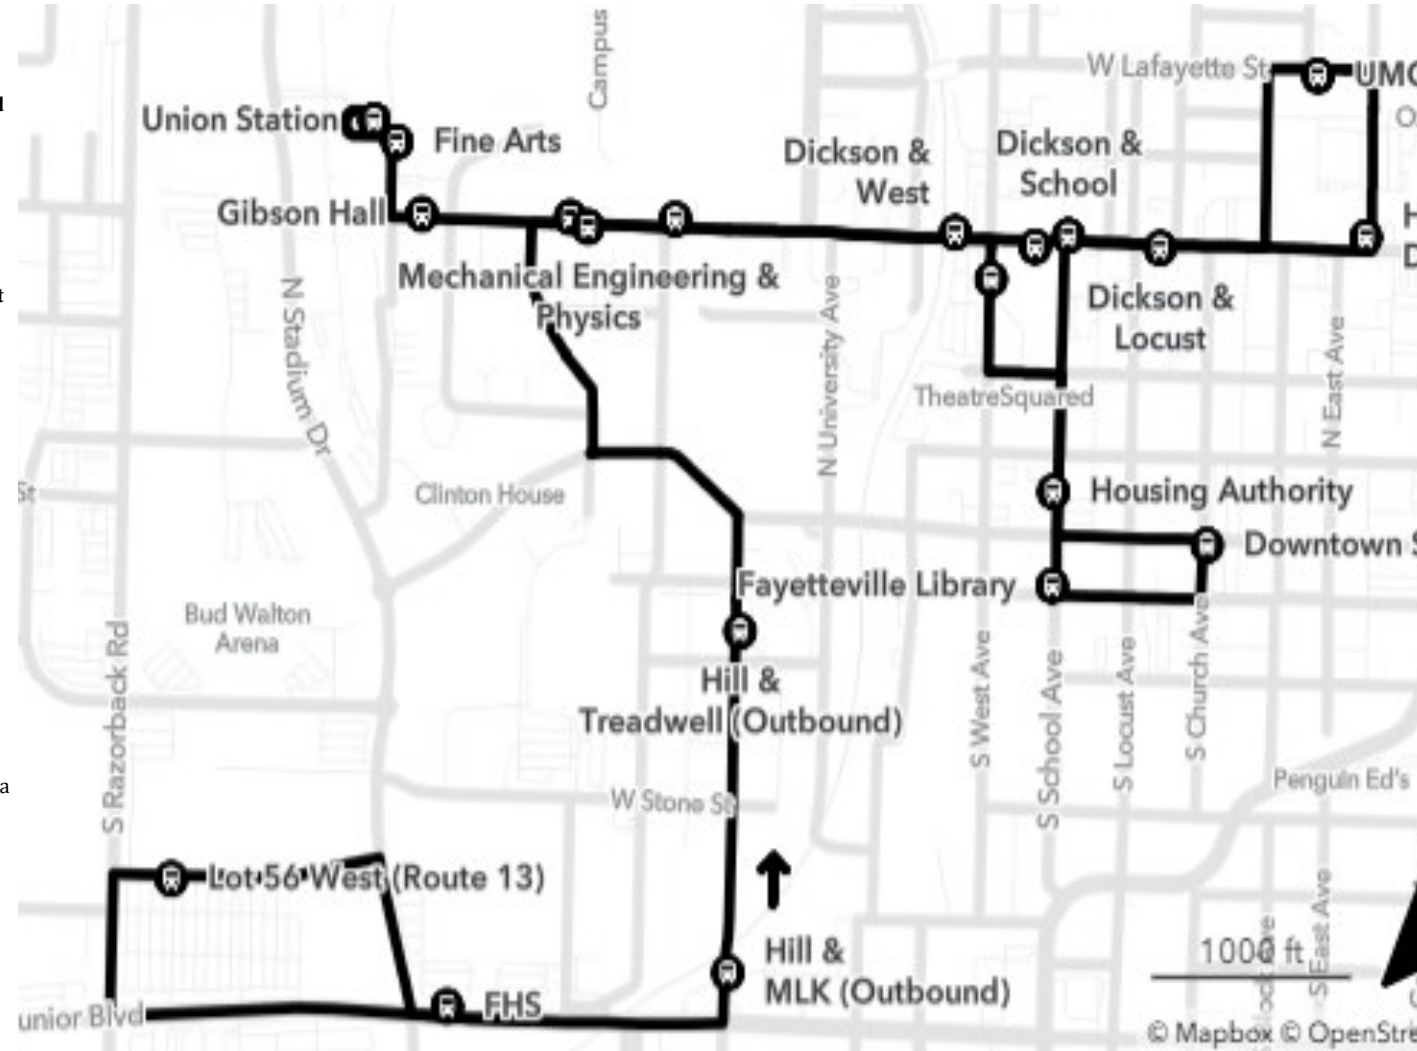 Campus
W Lafayette St
UMC
Union Station
Fine Arts
Dickson &
West
Dickson &
School
Gibson Hall
Mechanical Engineering &
Physics
Dickson &
Locust
N Stadium Dr
N University Ave
N East Ave
TheatreSquared
Clinton House
Housing Authority
Downtown
Fayetteville Library
Bud Walton
Arena
S Razorback Rd
Hill &
Treadwell (Outbound)
S West Ave
S School Ave
S Locust Ave
S Church Ave
Penguin Ed's
W Stone St
Lot 56 West (Route 13)
S East Ave
Hill &
MLK (Outbound)
1000 ft
FHS
unior Blvd
© Mapbox © OpenStre